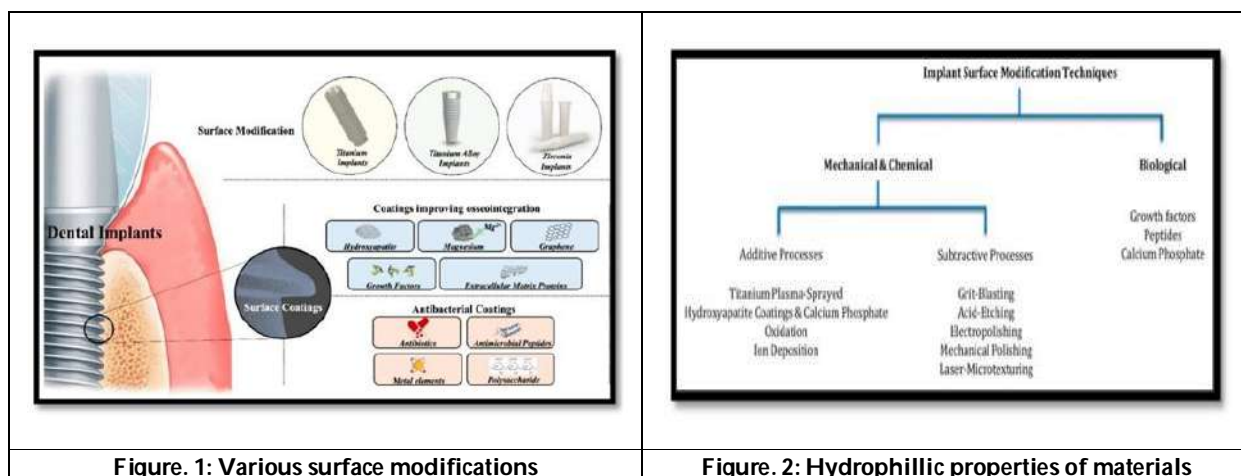 Surface Modification
Titanium
Implants
Titanium Alloy
Implants
Zirconia
Implants
Dental Implants
Surface Coatings
Coatings improving osseointegration
Hydroxyapatite
Mg²⁺
Magnesium
Graphene
Growth Factors
Extracellular Matrix Proteins
Antibacterial Coatings
Antibiotics
Antimicrobial Peptides
Metal elements
Polysaccharide
Figure. 1: Various surface modifications
Implant Surface Modification Techniques
Mechanical & Chemical
Biological
Growth factors
Peptides
Calcium Phosphate
Additive Processes
Titanium Plasma-Sprayed
Hydroxyapatite Coatings & Calcium Phosphate
Oxidation
Ion Deposition
Subtractive Processes
Grit-Blasting
Acid-Etching
Electropolishing
Mechanical Polishing
Laser-Microtexturing
Figure. 2: Hydrophillic properties of materials